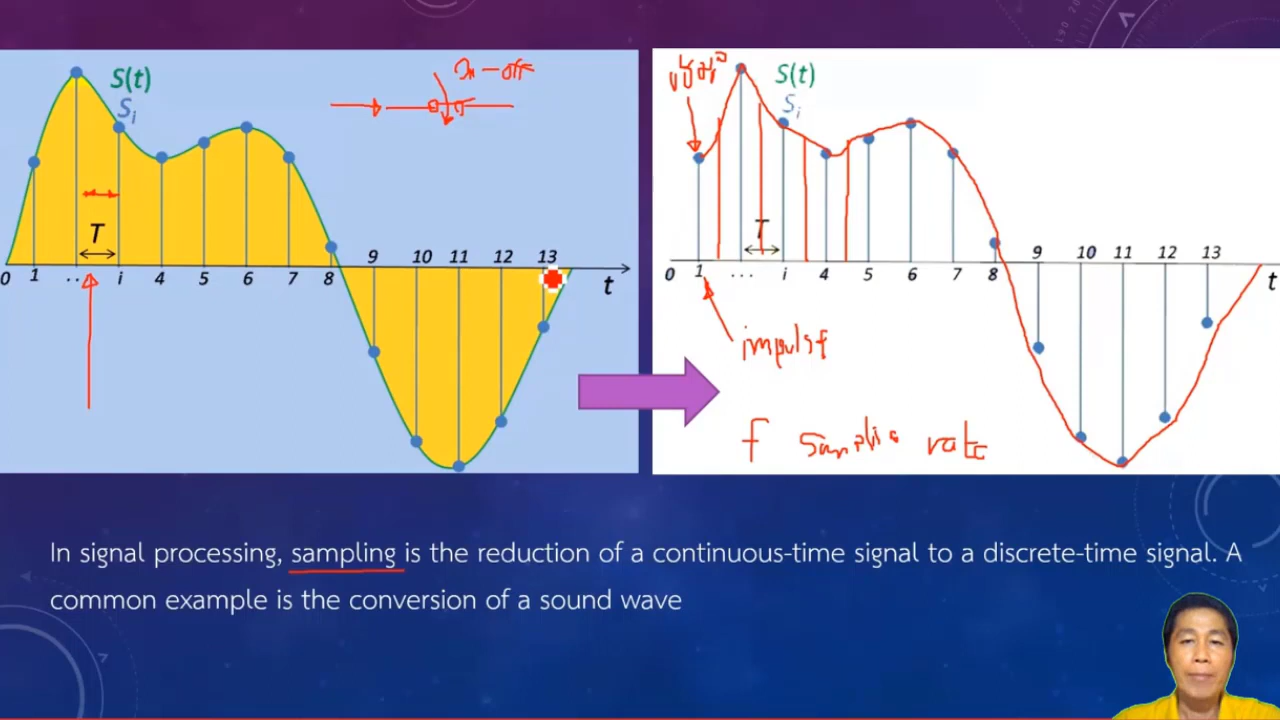 S(t)
S_i
On-off
T
0 1 ... i 4 5 6 7 8 9 10 11 12 13
t
S(t)
S_i
T
0 1 ... i 4 5 6 7 8 9 10 11 12 13
t
impulse
f sampling rate
In signal processing, sampling is the reduction of a continuous-time signal to a discrete-time signal. A
common example is the conversion of a sound wave